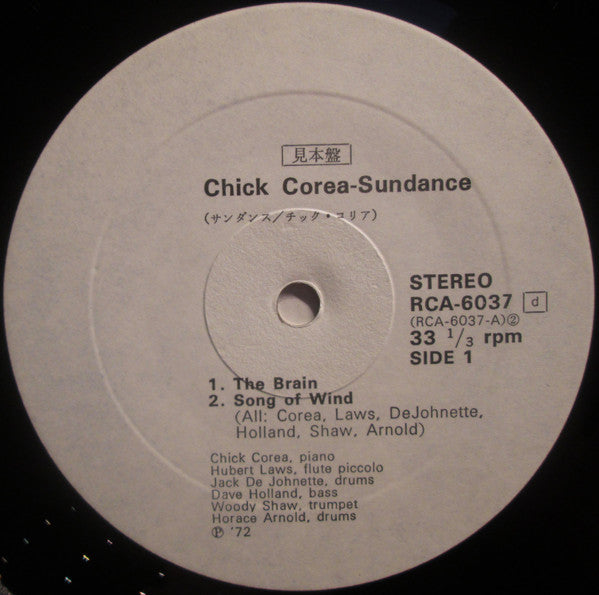 見本盤
Chick Corea-Sundance
(サンダンス/チック・コリア)
STEREO
RCA-6037 d
(RCA-6037-A)②
33 1/3 rpm
SIDE 1
1. The Brain
2. Song of Wind
(All: Corea, Laws, DeJohnette,
Holland, Shaw, Arnold)
Chick Corea, piano
Hubert Laws, flute piccolo
Jack De Johnette, drums
Dave Holland, bass
Woody Shaw, trumpet
Horace Arnold, drums
℗ '72